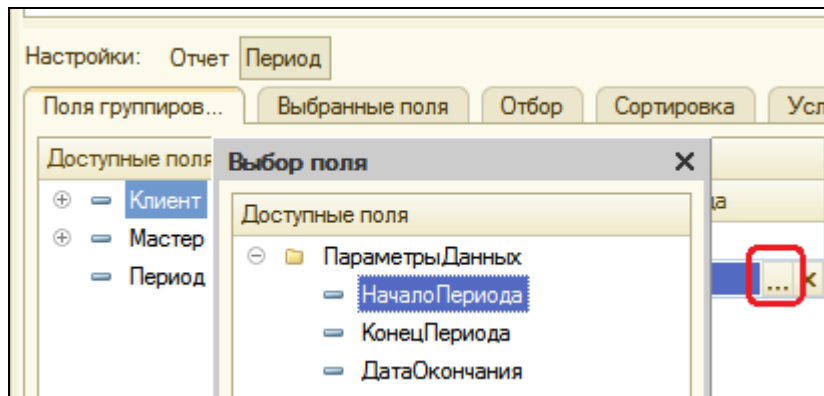 Настройки: Отчет Период
Поля группиров... Выбранные поля Отбор Сортировка Усл
Доступные поля
Клиент
Мастер
Период
Выбор поля
Доступные поля
ПараметрыДанных
НачалоПериода
КонецПериода
ДатаОкончания
...